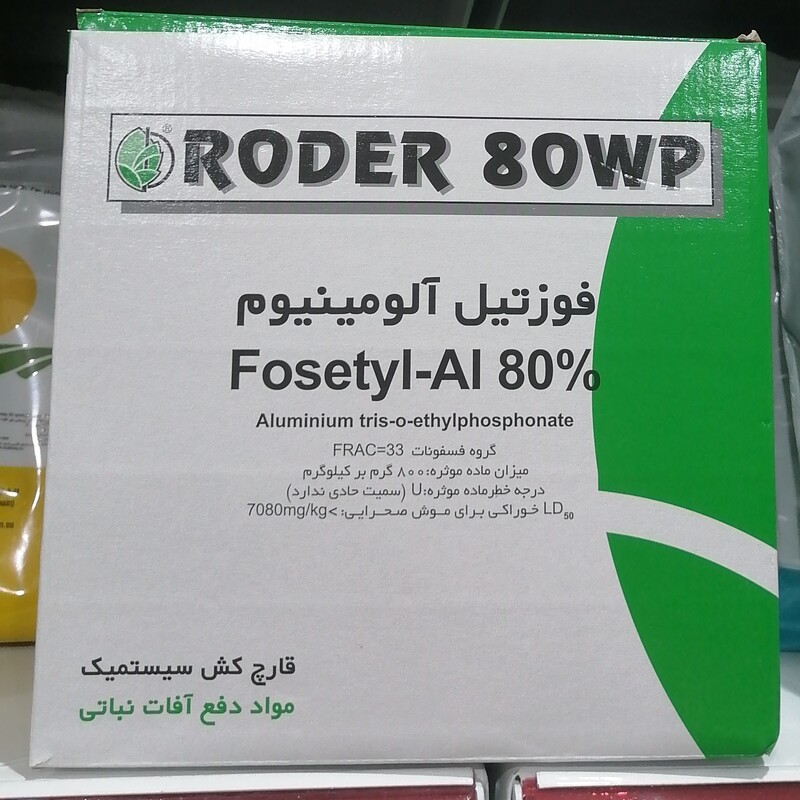 RODER 80WP
فوزتیل آلومینیوم
Fosetyl-Al 80%
Aluminium tris-o-ethylphosphonate
گروه فسفونات FRAC=33
میزان ماده موثره:۸۰۰ گرم بر کیلوگرم
درجه خطرماده موثره:U (سمیت حادی ندارد)
LD50 خوراکی برای موش صحرایی:>7080mg/kg
قارچ کش سیستمیک
مواد دفع آفات نباتی